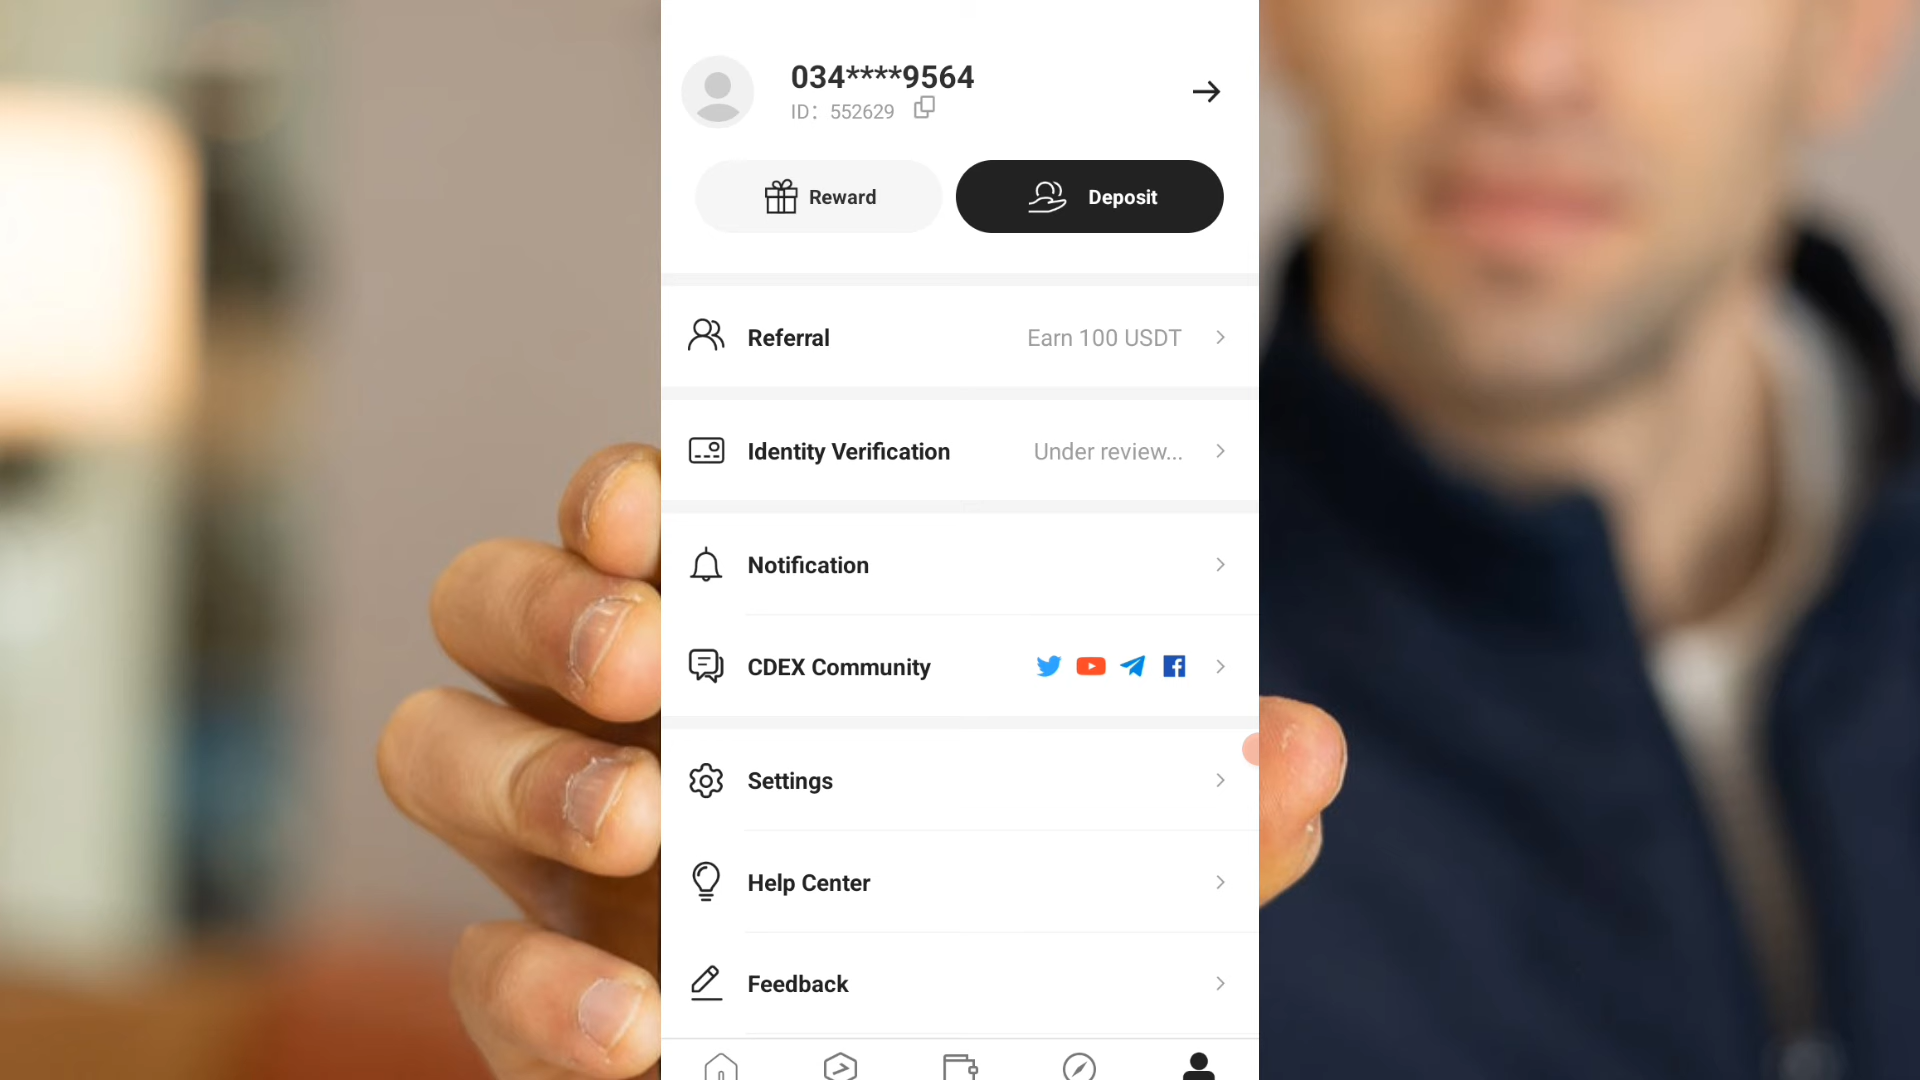 034****9564
ID: 552629
Reward
Deposit
Referral
Earn 100 USDT
Identity Verification
Under review...
Notification
CDEX Community
Settings
Help Center
Feedback